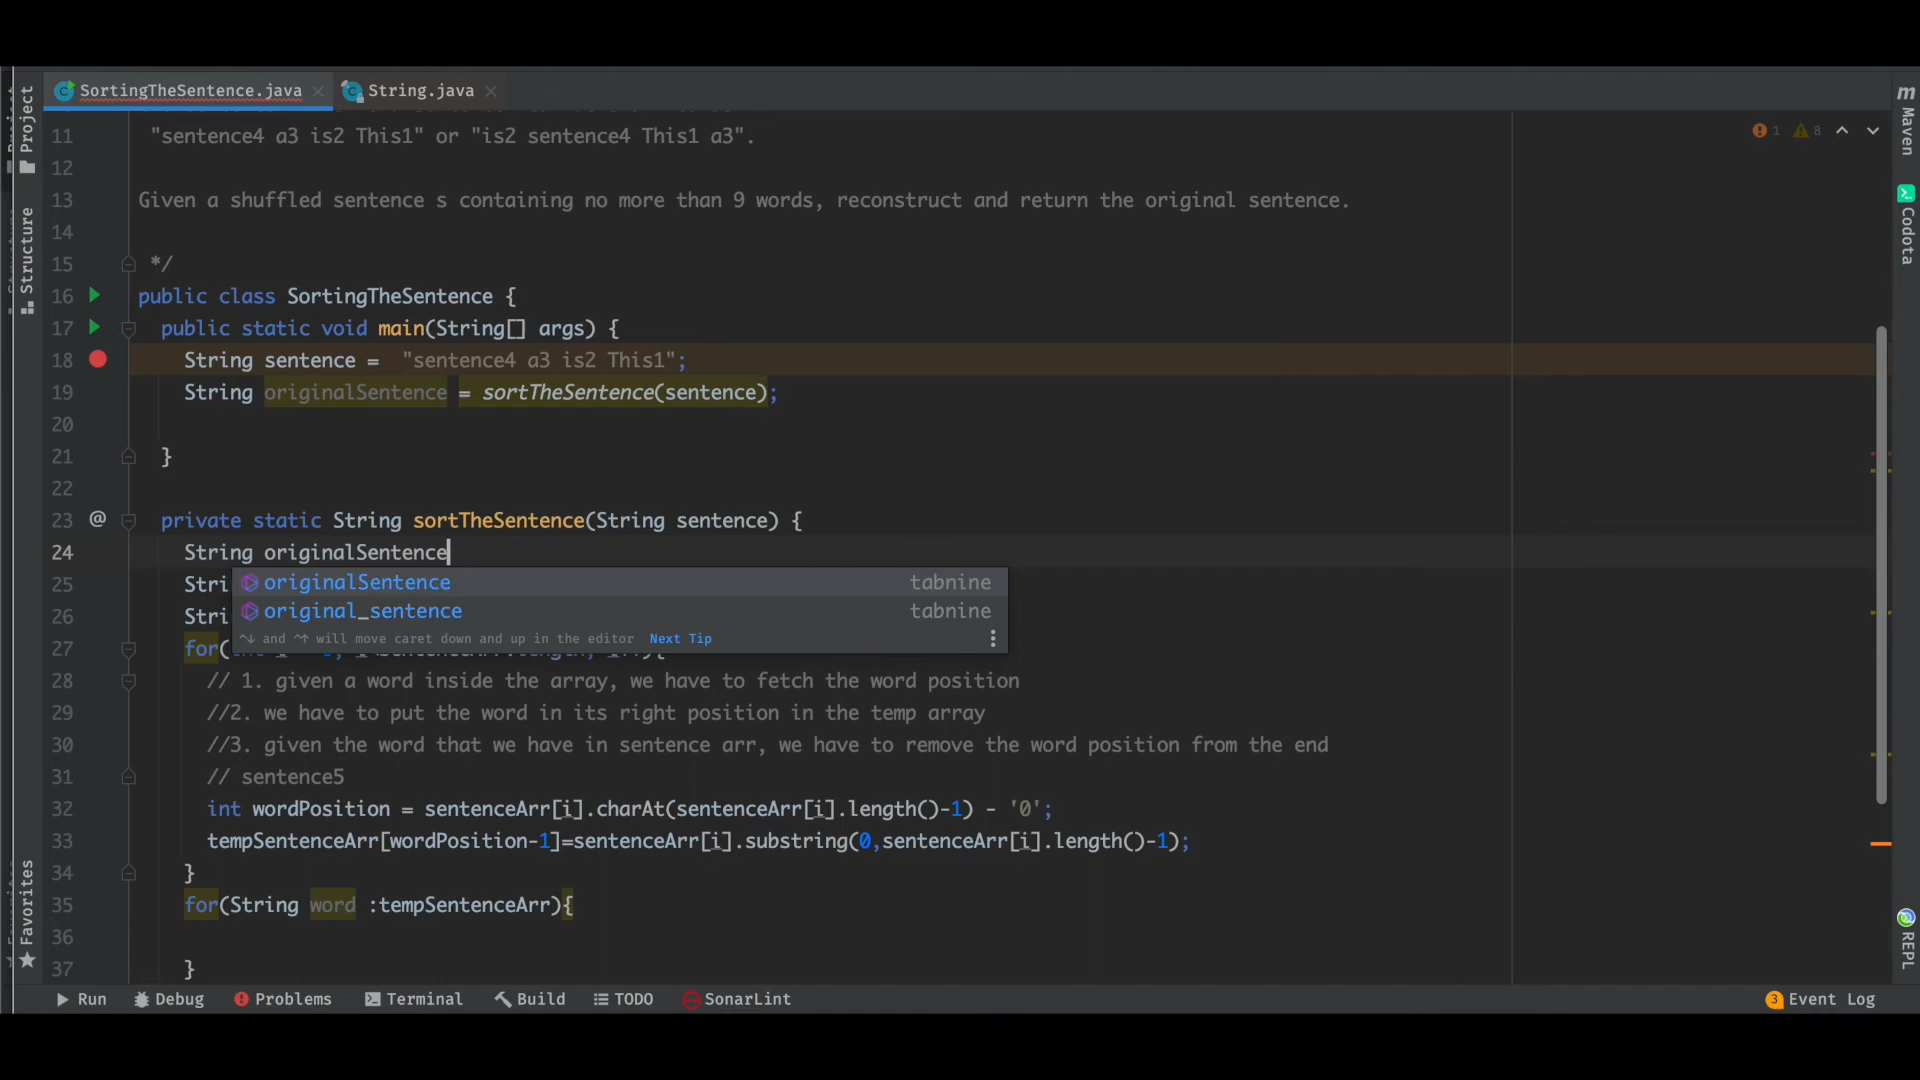 SortingTheSentence.java
String.java
Project
Structure
Favorites
m
Maven
Codota
REPL
1
8
11 "sentence4 a3 is2 This1" or "is2 sentence4 This1 a3".
12
13 Given a shuffled sentence s containing no more than 9 words, reconstruct and return the original sentence.
14
15 */
16 public class SortingTheSentence {
17 public static void main(String[] args) {
18 String sentence = "sentence4 a3 is2 This1";
19 String originalSentence = sortTheSentence(sentence);
20
21 }
22
23 @ private static String sortTheSentence(String sentence) {
24 String originalSentence
25 Stri
originalSentence tabnine
original_sentence tabnine
26 Stri
^↓ and ^↑ will move caret down and up in the editor Next Tip
27 for(
28 // 1. given a word inside the array, we have to fetch the word position
29 //2. we have to put the word in its right position in the temp array
30 //3. given the word that we have in sentence arr, we have to remove the word position from the end
31 // sentence5
32 int wordPosition = sentenceArr[i].charAt(sentenceArr[i].length()-1) - '0';
33 tempSentenceArr[wordPosition-1]=sentenceArr[i].substring(0,sentenceArr[i].length()-1);
34 }
35 for(String word :tempSentenceArr){
36
37 }
Run Debug Problems Terminal Build TODO SonarLint 3 Event Log